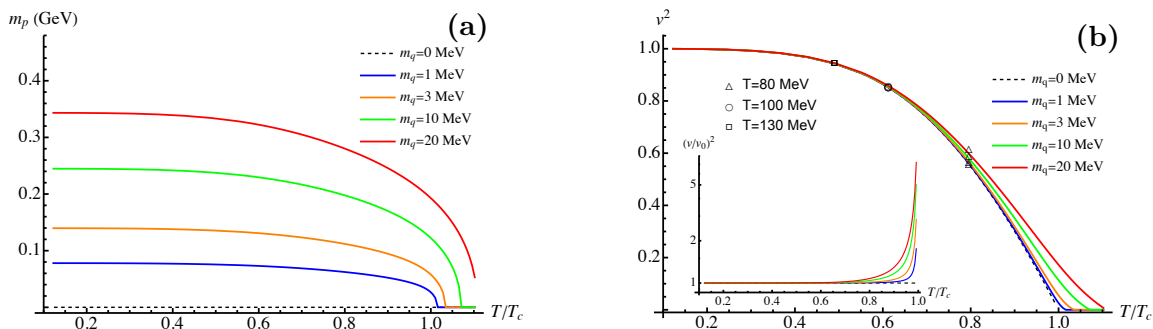 m_p (GeV)
(a)
m_q=0 MeV
m_q=1 MeV
m_q=3 MeV
m_q=10 MeV
m_q=20 MeV
0.4
0.3
0.2
0.1
0.2 0.4 0.6 0.8 1.0
T/T_c
v^2
(b)
1.0
0.8
0.6
0.4
0.2
0.0
T=80 MeV
T=100 MeV
T=130 MeV
m_q=0 MeV
m_q=1 MeV
m_q=3 MeV
m_q=10 MeV
m_q=20 MeV
(v/v_0)^2
5
2
1
0.2 0.4 0.6 0.8 1.0
T/T_c
0.2 0.4 0.6 0.8 1.0
T/T_c